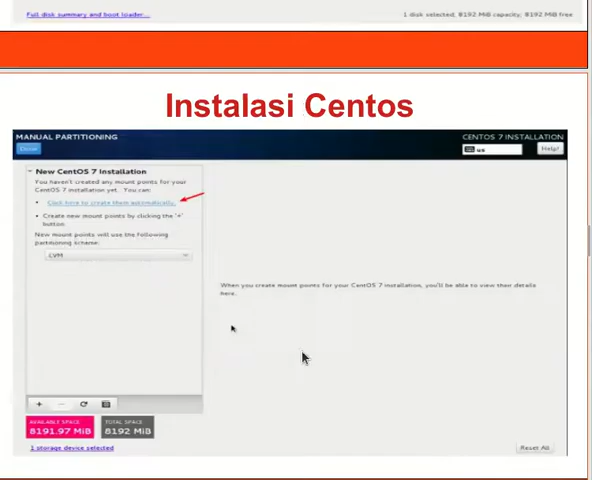 Full disk summary and boot loader...
1 disk selected; 8192 MiB capacity; 8192 MiB free
Instalasi Centos
MANUAL PARTITIONING
CENTOS 7 INSTALLATION
Done
us
Help!
New CentOS 7 Installation
You haven't created any mount points for your
CentOS 7 installation yet. You can:
Click here to create them automatically.
Create new mount points by clicking the '+'
button.
New mount points will use the following
partitioning scheme:
LVM
When you create mount points for your CentOS 7 installation, you'll be able to view their details
here.
+ -
AVAILABLE SPACE
8191.97 MiB
TOTAL SPACE
8192 MiB
1 storage device selected
Reset All